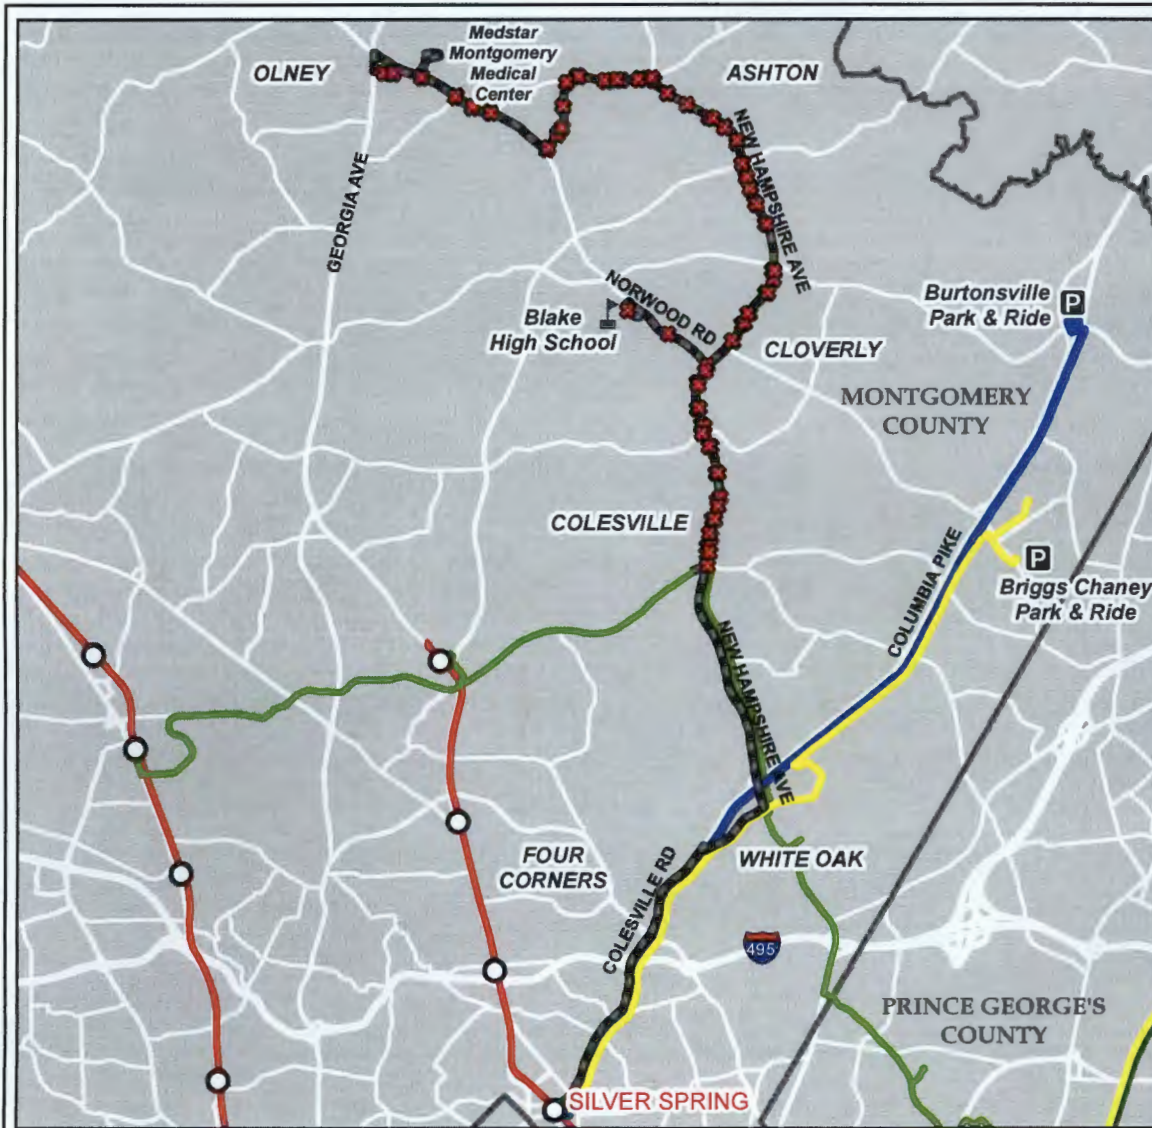 Medstar
Montgomery
Medical
Center
OLNEY
ASHTON
NEW HAMPSHIRE AVE
GEORGIA AVE
NORWOOD RD
Blake
High School
Burtonsville
Park & Ride
P
CLOVERLY
MONTGOMERY
COUNTY
COLESVILLE
COLUMBIA PIKE
P
Briggs Chaney
Park & Ride
NEW HAMPSHIRE AVE
FOUR
CORNERS
WHITE OAK
COLESVILLE RD
495
PRINCE GEORGE'S
COUNTY
SILVER SPRING